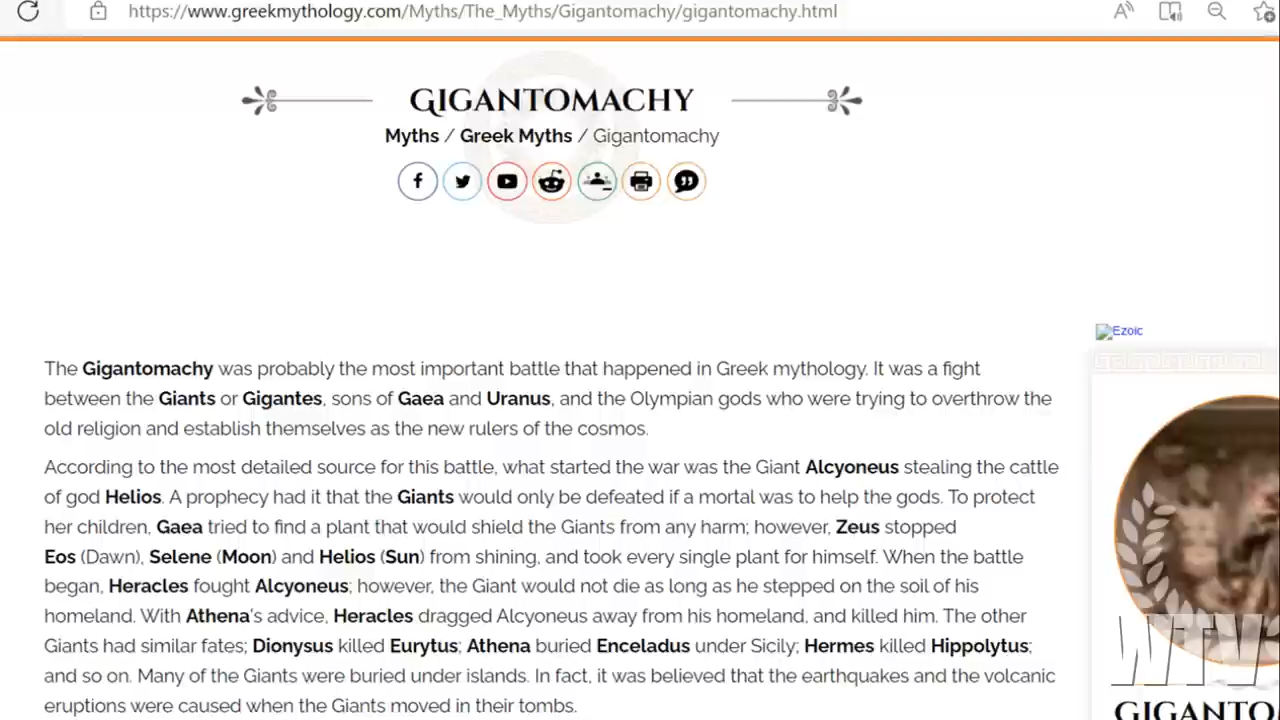 https://www.greekmythology.com/Myths/The_Myths/Gigantomachy/gigantomachy.html
GIGANTOMACHY
Myths / Greek Myths / Gigantomachy
Ezoic
The Gigantomachy was probably the most important battle that happened in Greek mythology. It was a fight
between the Giants or Gigantes, sons of Gaea and Uranus, and the Olympian gods who were trying to overthrow the
old religion and establish themselves as the new rulers of the cosmos.
According to the most detailed source for this battle, what started the war was the Giant Alcyoneus stealing the cattle
of god Helios. A prophecy had it that the Giants would only be defeated if a mortal was to help the gods. To protect
her children, Gaea tried to find a plant that would shield the Giants from any harm; however, Zeus stopped
Eos (Dawn), Selene (Moon) and Helios (Sun) from shining, and took every single plant for himself. When the battle
began, Heracles fought Alcyoneus; however, the Giant would not die as long as he stepped on the soil of his
homeland. With Athena's advice, Heracles dragged Alcyoneus away from his homeland, and killed him. The other
Giants had similar fates; Dionysus killed Eurytus; Athena buried Enceladus under Sicily; Hermes killed Hippolytus;
and so on. Many of the Giants were buried under islands. In fact, it was believed that the earthquakes and the volcanic
eruptions were caused when the Giants moved in their tombs.
WTV
GIGANTO